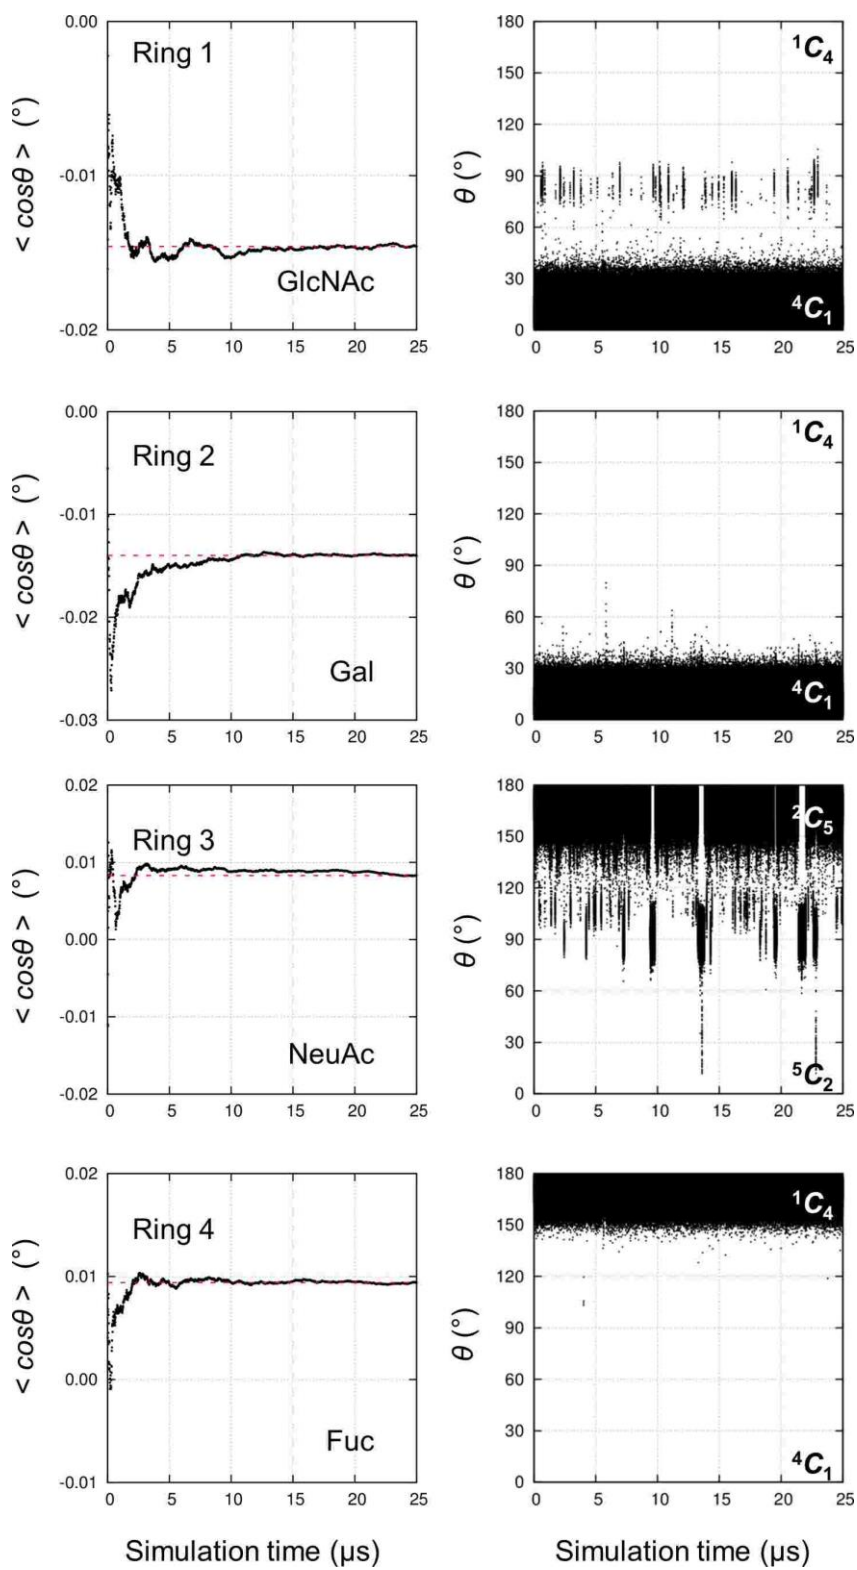 0.00
-0.01
-0.02
< cosθ > (°)
Ring 1
GlcNAc
0 5 10 15 20 25
180
150
120
90
60
30
0
θ (°)
¹C₄
⁴C₁
0 5 10 15 20 25
0.00
-0.01
-0.02
-0.03
< cosθ > (°)
Ring 2
Gal
0 5 10 15 20 25
180
150
120
90
60
30
0
θ (°)
¹C₄
⁴C₁
0 5 10 15 20 25
0.02
0.01
0.00
-0.01
-0.02
< cosθ > (°)
Ring 3
NeuAc
0 5 10 15 20 25
180
150
120
90
60
30
0
θ (°)
²C₅
⁵C₂
0 5 10 15 20 25
0.02
0.01
0.00
-0.01
< cosθ > (°)
Ring 4
Fuc
0 5 10 15 20 25
Simulation time (µs)
180
150
120
90
60
30
0
θ (°)
¹C₄
⁴C₁
0 5 10 15 20 25
Simulation time (µs)